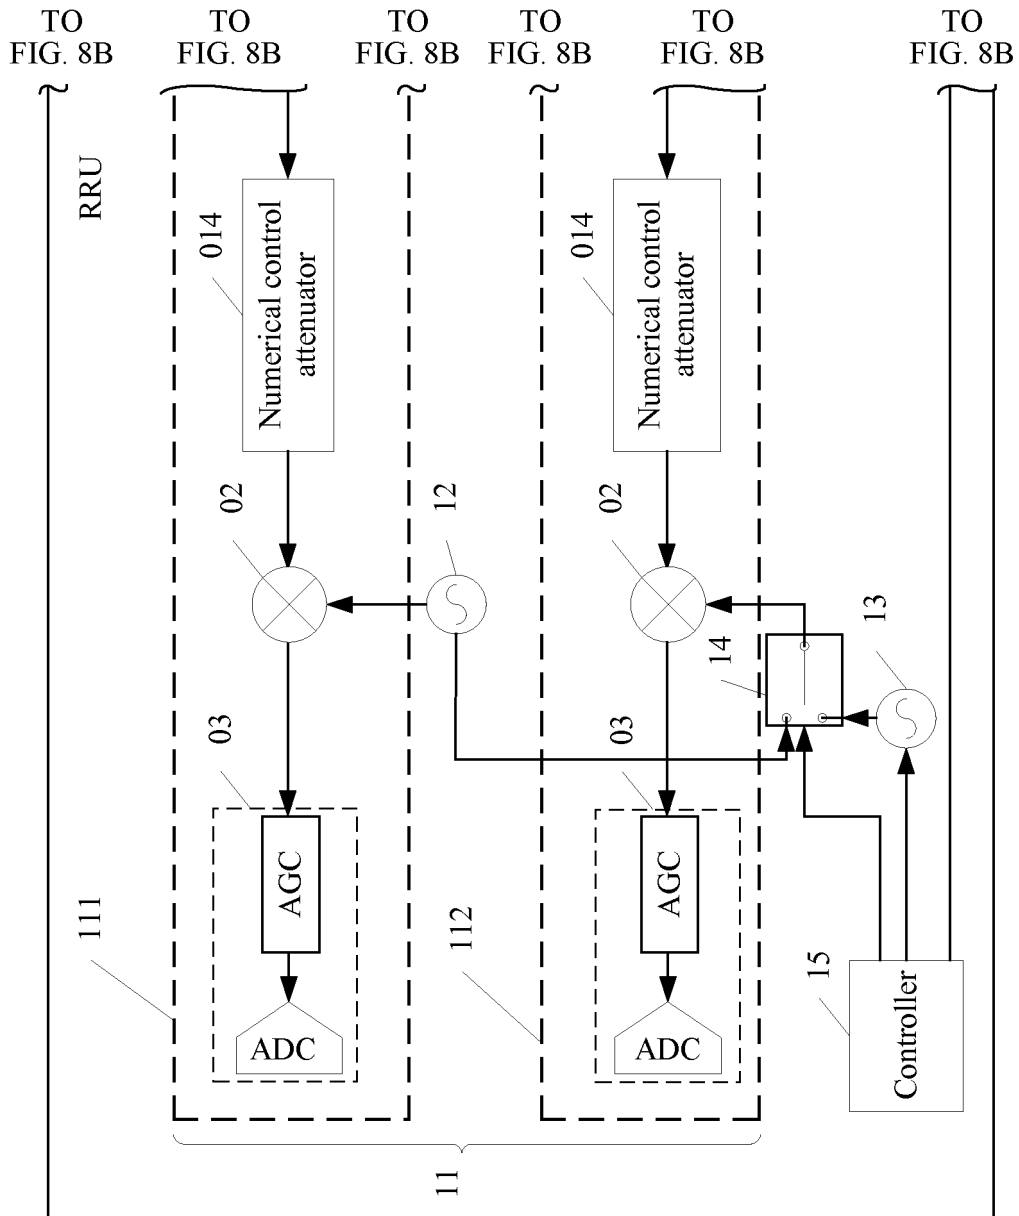 TO
FIG. 8B
TO
FIG. 8B
TO
FIG. 8B
TO
FIG. 8B
TO
FIG. 8B
TO
FIG. 8B
RRU
014
Numerical control
attenuator
014
Numerical control
attenuator
02
12
02
13
14
03
03
AGC
AGC
111
112
15
ADC
ADC
Controller
11